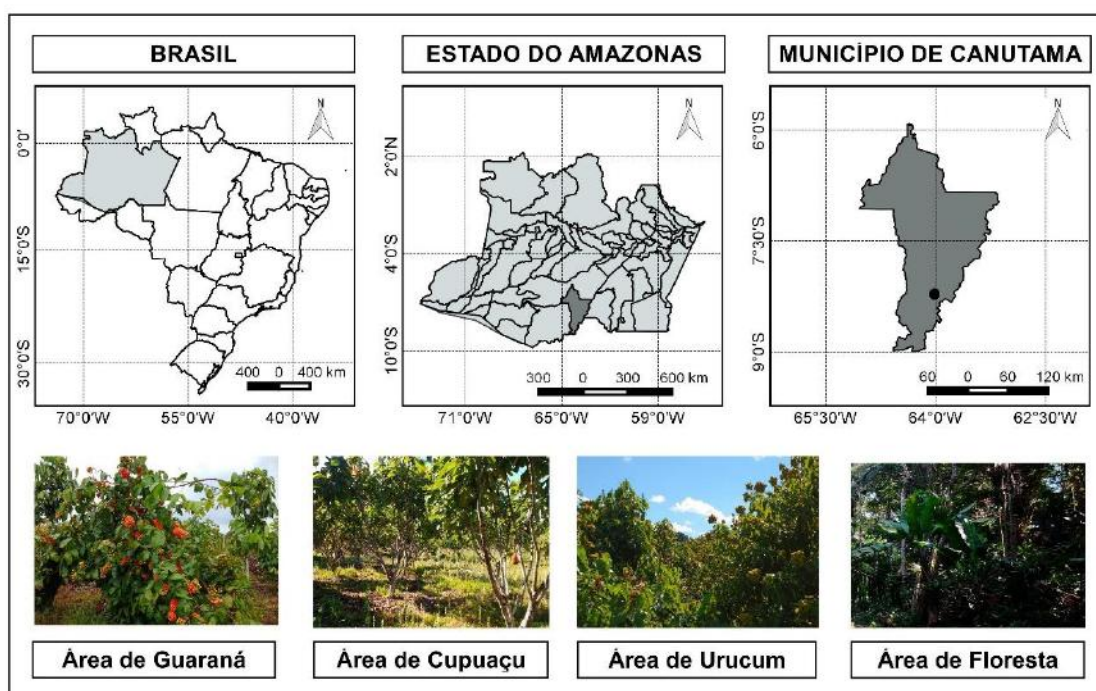 BRASIL
ESTADO DO AMAZONAS
MUNICÍPIO DE CANUTAMA
N
0°0'
15°0'S
30°0'S
400 0 400 km
70°0'W 55°0'W 40°0'W
N
2°0'N
4°0'S
10°0'S
300 0 300 600 km
71°0'W 65°0'W 59°0'W
N
6°0'S
7°30'S
9°0'S
60 0 60 120 km
65°30'W 64°0'W 62°30'W
Área de Guaraná
Área de Cupuaçu
Área de Urucum
Área de Floresta